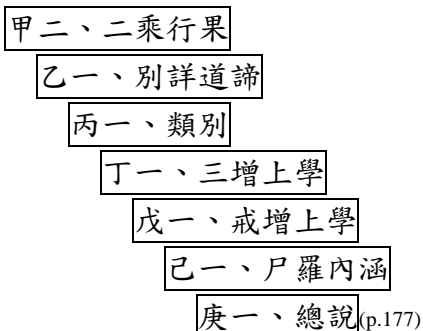 甲二、二乘行果
乙一、別詳道諦
丙一、類別
丁一、三增上學
戊一、戒增上學
己一、尸羅內涵
庚一、總說(p.177)